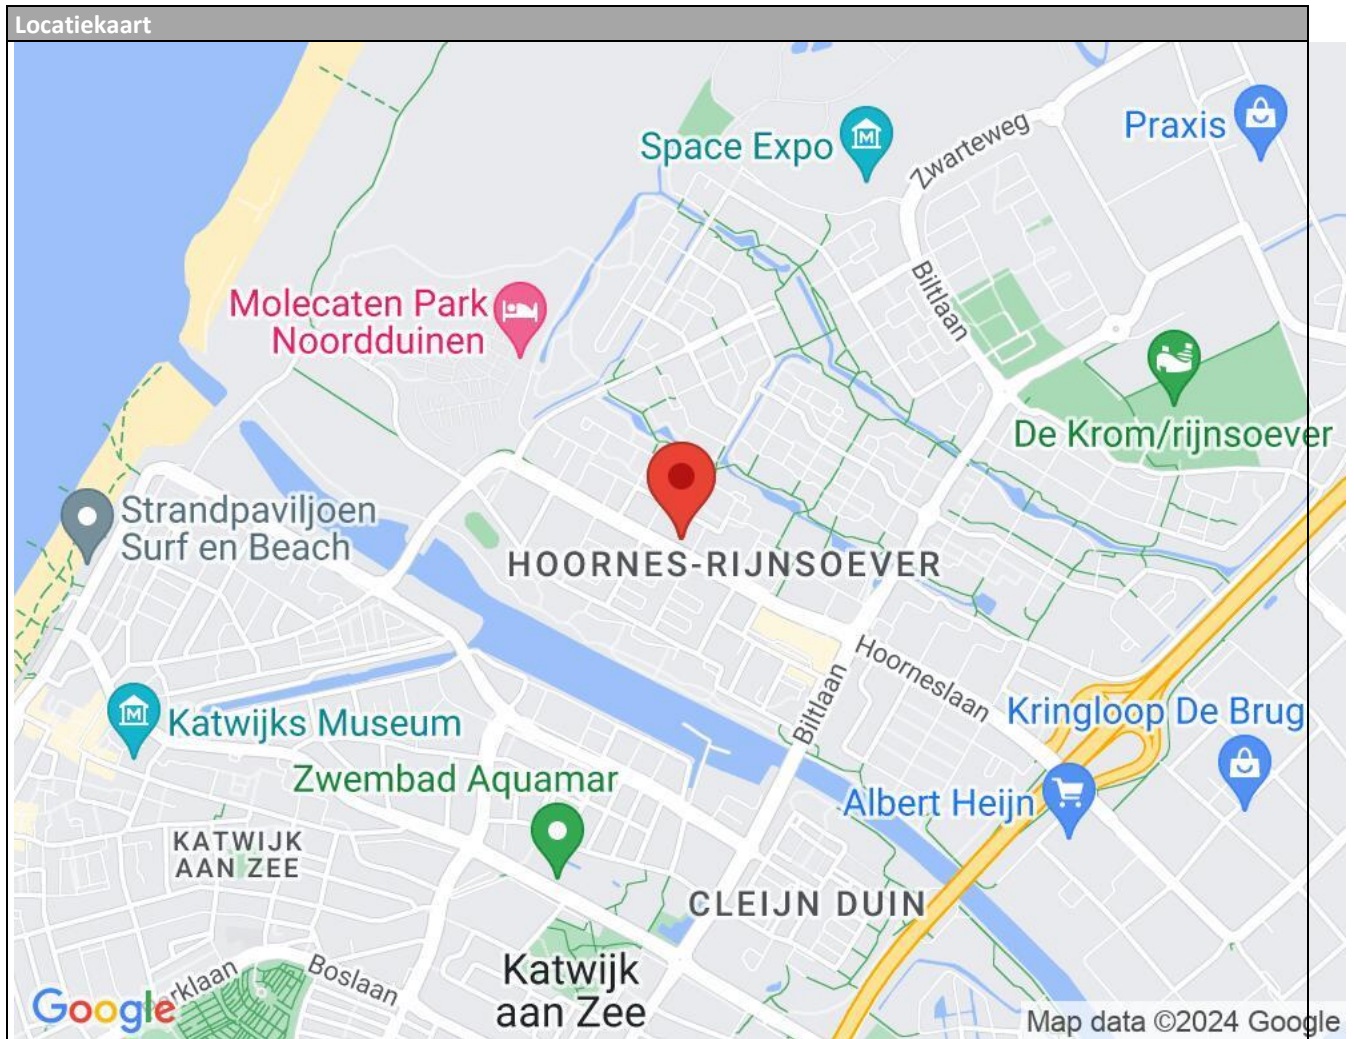 Locatiekaart
Praxis
Space Expo
Zwarteweg
Biltlaan
Molecaten Park
Noordduinen
De Krom/rijnsoever
Strandpaviljoen
Surf en Beach
HOORNES-RIJNSOEVER
Hoorneslaan
Biltlaan
Katwijks Museum
Kringloop De Brug
Zwembad Aquamar
Albert Heijn
KATWIJK
AAN ZEE
CLEIJN DUIN
Katwijk
aan Zee
Boslaan
Google
Map data ©2024 Google